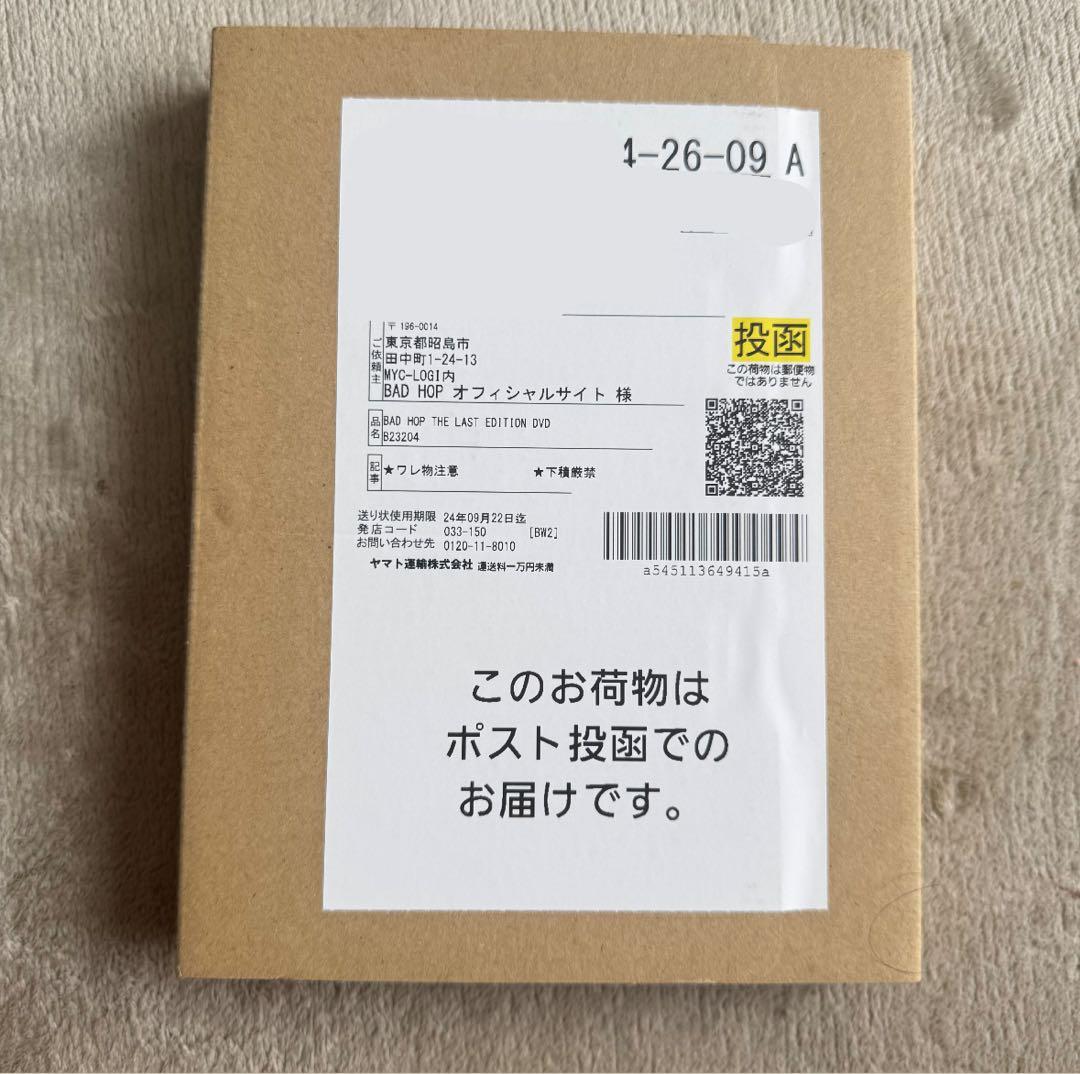 -26-09 A
〒 196-0014
ご依頼主
東京都昭島市
田中町1-24-13
MYC-LOGI内
BAD HOP オフィシャルサイト 様
投函
この荷物は郵便物
ではありません
品名
BAD HOP THE LAST EDITION DVD
B23204
記事
★ワレ物注意 ★下積厳禁
送り状使用期限 24年09月22日迄
発店コード 033-150 [BW2]
お問い合わせ先 0120-11-8010
ヤマト運輸株式会社 運送料一万円未満
a545113649415a
このお荷物は
ポスト投函での
お届けです。